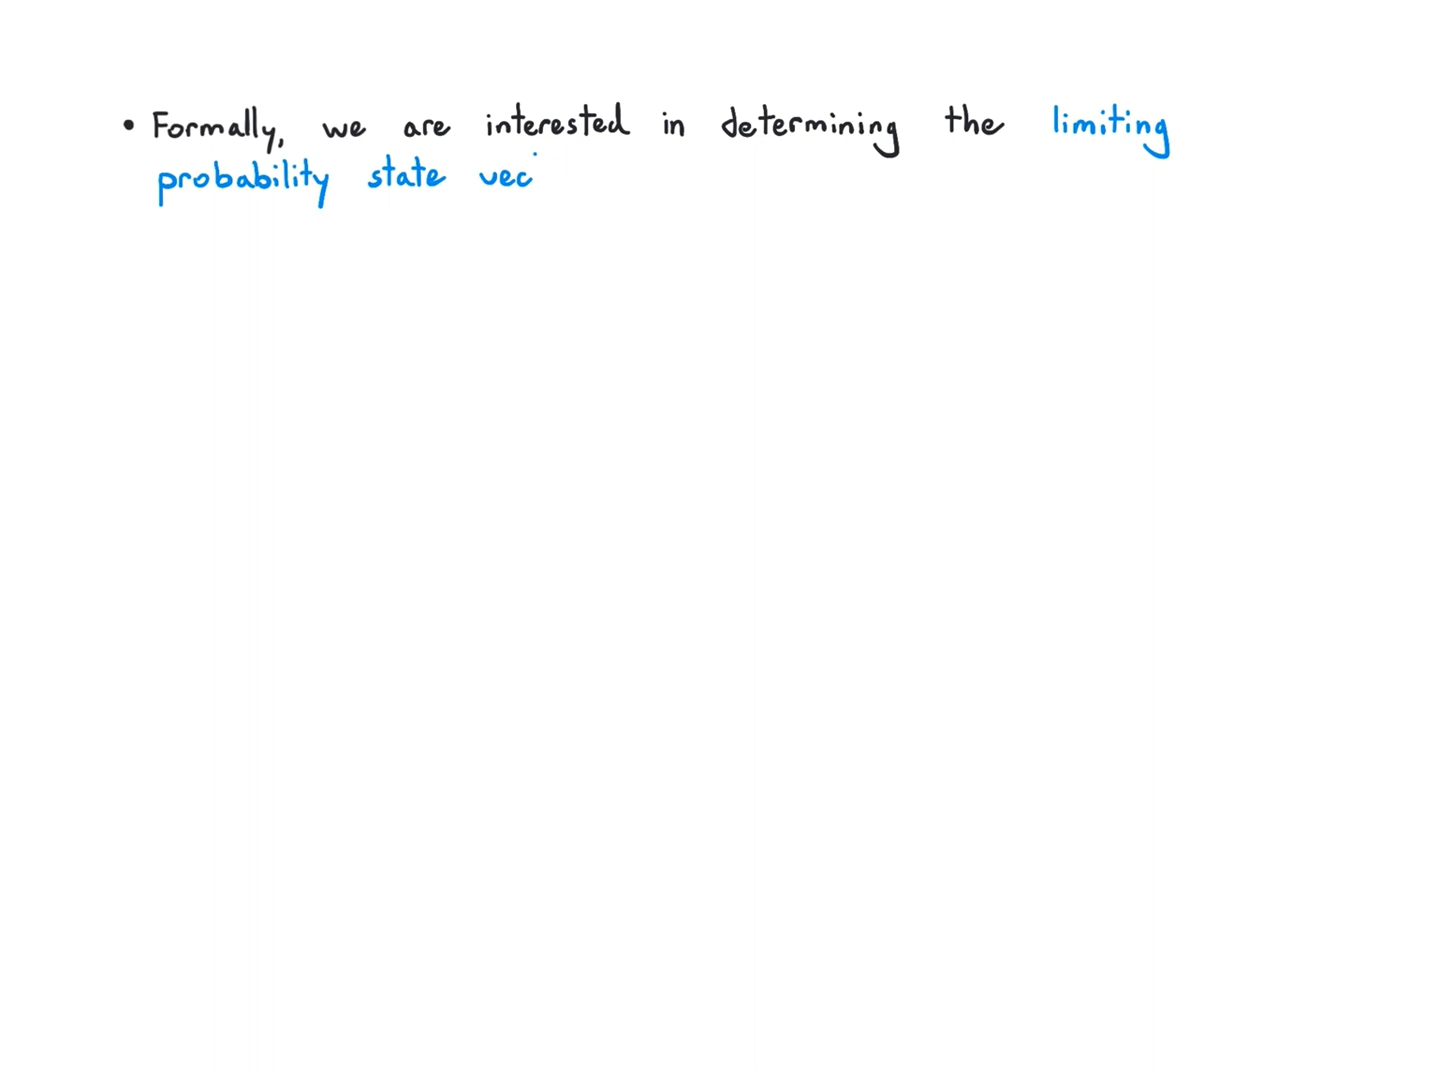 • Formally, we are interested in determining the limiting
probability state vec